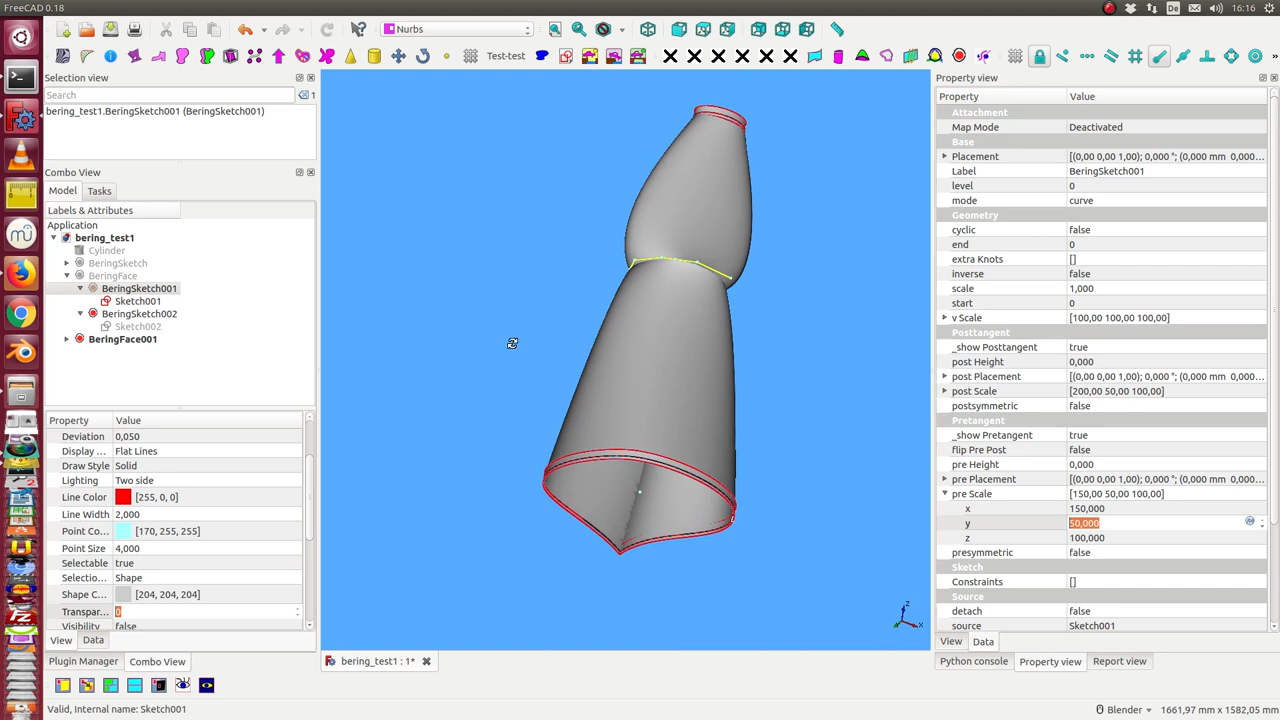 FreeCAD 0.18
De
16:16
Nurbs
Test-test
Selection view
Search
1
bering_test1.BeringSketch001 (BeringSketch001)
Combo View
Model
Tasks
Labels & Attributes
Application
bering_test1
Cylinder
BeringSketch
BeringFace
BeringSketch001
Sketch001
BeringSketch002
Sketch002
BeringFace001
Property
Value
Deviation
0,050
Display ...
Flat Lines
Draw Style
Solid
Lighting
Two side
Line Color
[255, 0, 0]
Line Width
2,000
Point Co...
[170, 255, 255]
Point Size
4,000
Selectable
true
Selectio...
Shape
Shape C...
[204, 204, 204]
Transpar...
0
Visibility
false
View
Data
Plugin Manager
Combo View
Valid, Internal name: Sketch001
z
x
bering_test1 : 1*
Property view
Property
Value
Attachment
Map Mode
Deactivated
Base
Placement
[(0,00 0,00 1,00); 0,000 °; (0,000 mm 0,000...
Label
BeringSketch001
level
0
mode
curve
Geometry
cyclic
false
end
0
extra Knots
[]
inverse
false
scale
1,000
start
0
v Scale
[100,00 100,00 100,00]
Posttangent
_show Posttangent
true
post Height
0,000
post Placement
[(0,00 0,00 1,00); 0,000 °; (0,000 mm 0,000...
post Scale
[200,00 50,00 100,00]
postsymmetric
false
Pretangent
_show Pretangent
true
flip Pre Post
false
pre Height
0,000
pre Placement
[(0,00 0,00 1,00); 0,000 °; (0,000 mm 0,000...
pre Scale
[150,00 50,00 100,00]
x
150,000
y
50,000
z
100,000
presymmetric
false
Sketch
Constraints
[]
Source
detach
false
source
Sketch001
View
Data
Python console
Property view
Report view
Blender
1661,97 mm x 1582,05 mm